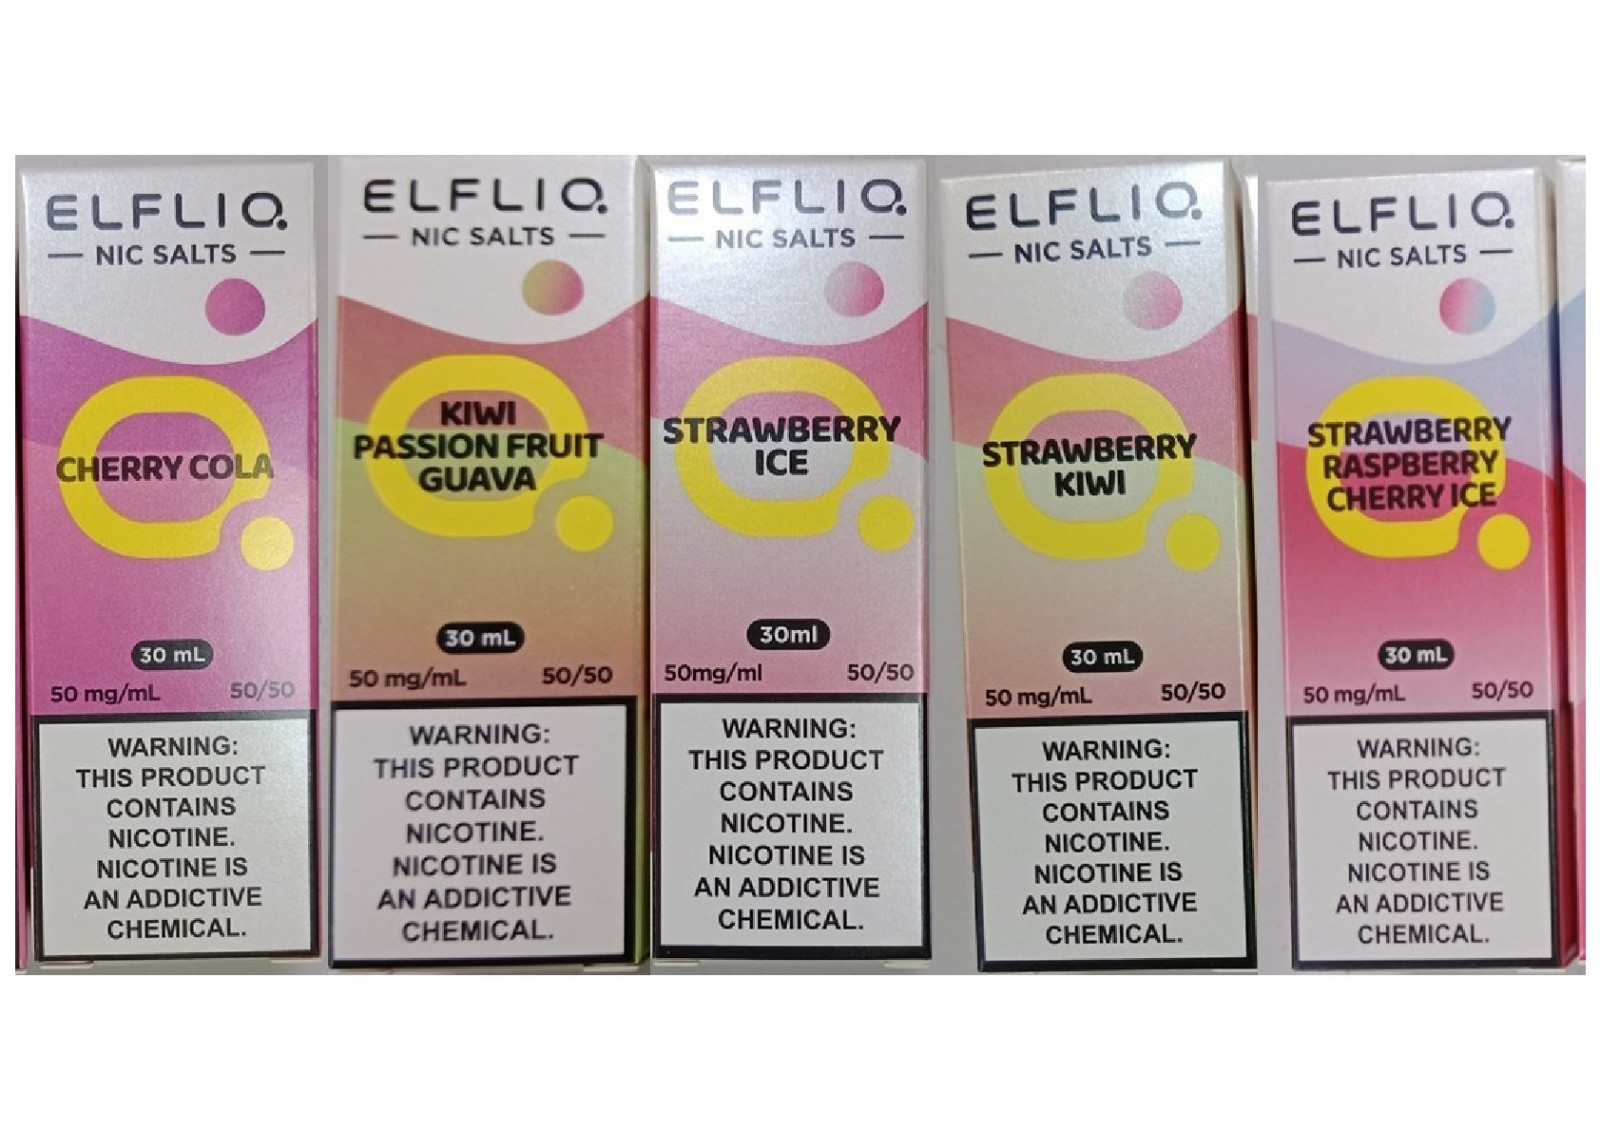 ELFLIQ
NIC SALTS
CHERRY COLA
30 mL
50 mg/mL 50/50
WARNING:
THIS PRODUCT
CONTAINS
NICOTINE.
NICOTINE IS
AN ADDICTIVE
CHEMICAL.
ELFLIQ
NIC SALTS
KIWI
PASSION FRUIT
GUAVA
30 mL
50 mg/mL 50/50
WARNING:
THIS PRODUCT
CONTAINS
NICOTINE.
NICOTINE IS
AN ADDICTIVE
CHEMICAL.
ELFLIQ
NIC SALTS
STRAWBERRY
ICE
30ml
50mg/ml 50/50
WARNING:
THIS PRODUCT
CONTAINS
NICOTINE.
NICOTINE IS
AN ADDICTIVE
CHEMICAL.
ELFLIQ
NIC SALTS
STRAWBERRY
KIWI
30 mL
50 mg/mL 50/50
WARNING:
THIS PRODUCT
CONTAINS
NICOTINE.
NICOTINE IS
AN ADDICTIVE
CHEMICAL.
ELFLIQ
NIC SALTS
STRAWBERRY
RASPBERRY
CHERRY ICE
30 mL
50 mg/mL 50/50
WARNING:
THIS PRODUCT
CONTAINS
NICOTINE.
NICOTINE IS
AN ADDICTIVE
CHEMICAL.